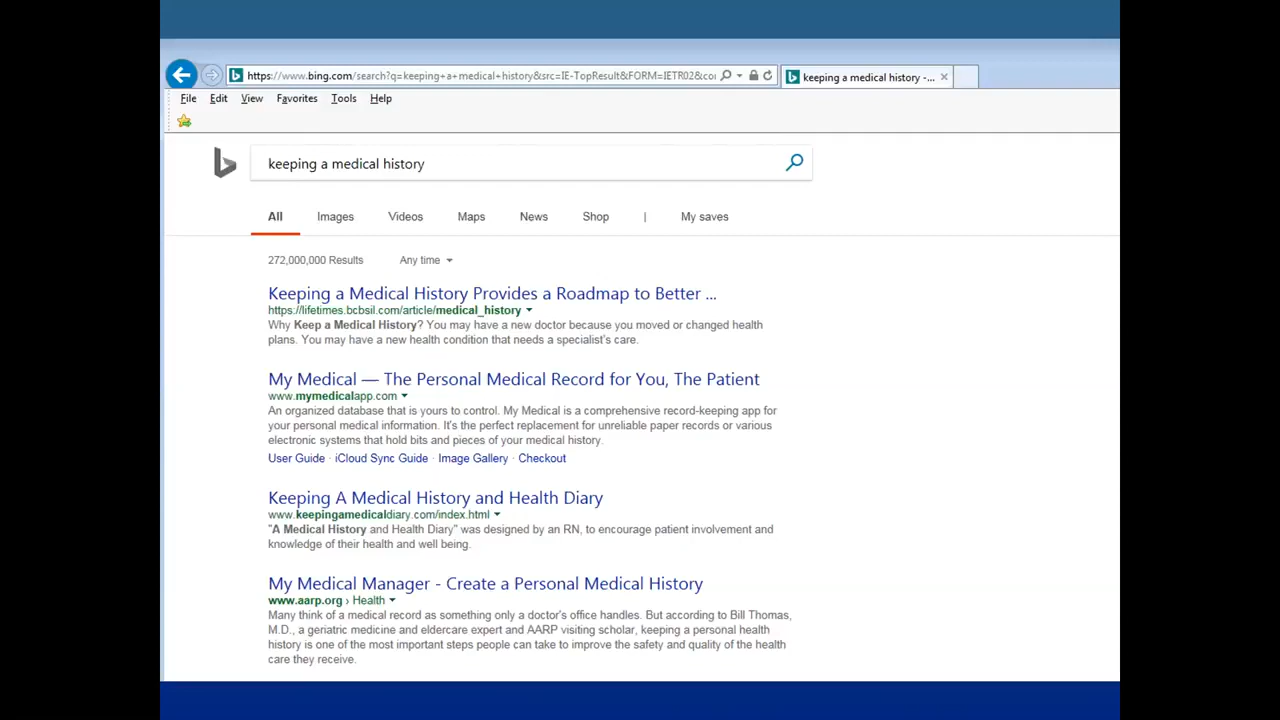 https://www.bing.com/search?q=keeping+a+medical+history&src=IE-TopResult&FORM=IETR02&co
keeping a medical history -...
File Edit View Favorites Tools Help
keeping a medical history
All Images Videos Maps News Shop | My saves
272,000,000 Results Any time
Keeping a Medical History Provides a Roadmap to Better ...
https://lifetimes.bcbsil.com/article/medical_history
Why Keep a Medical History? You may have a new doctor because you moved or changed health
plans. You may have a new health condition that needs a specialist's care.
My Medical — The Personal Medical Record for You, The Patient
www.mymedicalapp.com
An organized database that is yours to control. My Medical is a comprehensive record-keeping app for
your personal medical information. It's the perfect replacement for unreliable paper records or various
electronic systems that hold bits and pieces of your medical history.
User Guide · iCloud Sync Guide · Image Gallery · Checkout
Keeping A Medical History and Health Diary
www.keepingamedicaldiary.com/index.html
"A Medical History and Health Diary" was designed by an RN, to encourage patient involvement and
knowledge of their health and well being.
My Medical Manager - Create a Personal Medical History
www.aarp.org › Health
Many think of a medical record as something only a doctor's office handles. But according to Bill Thomas,
M.D., a geriatric medicine and eldercare expert and AARP visiting scholar, keeping a personal health
history is one of the most important steps people can take to improve the safety and quality of the health
care they receive.